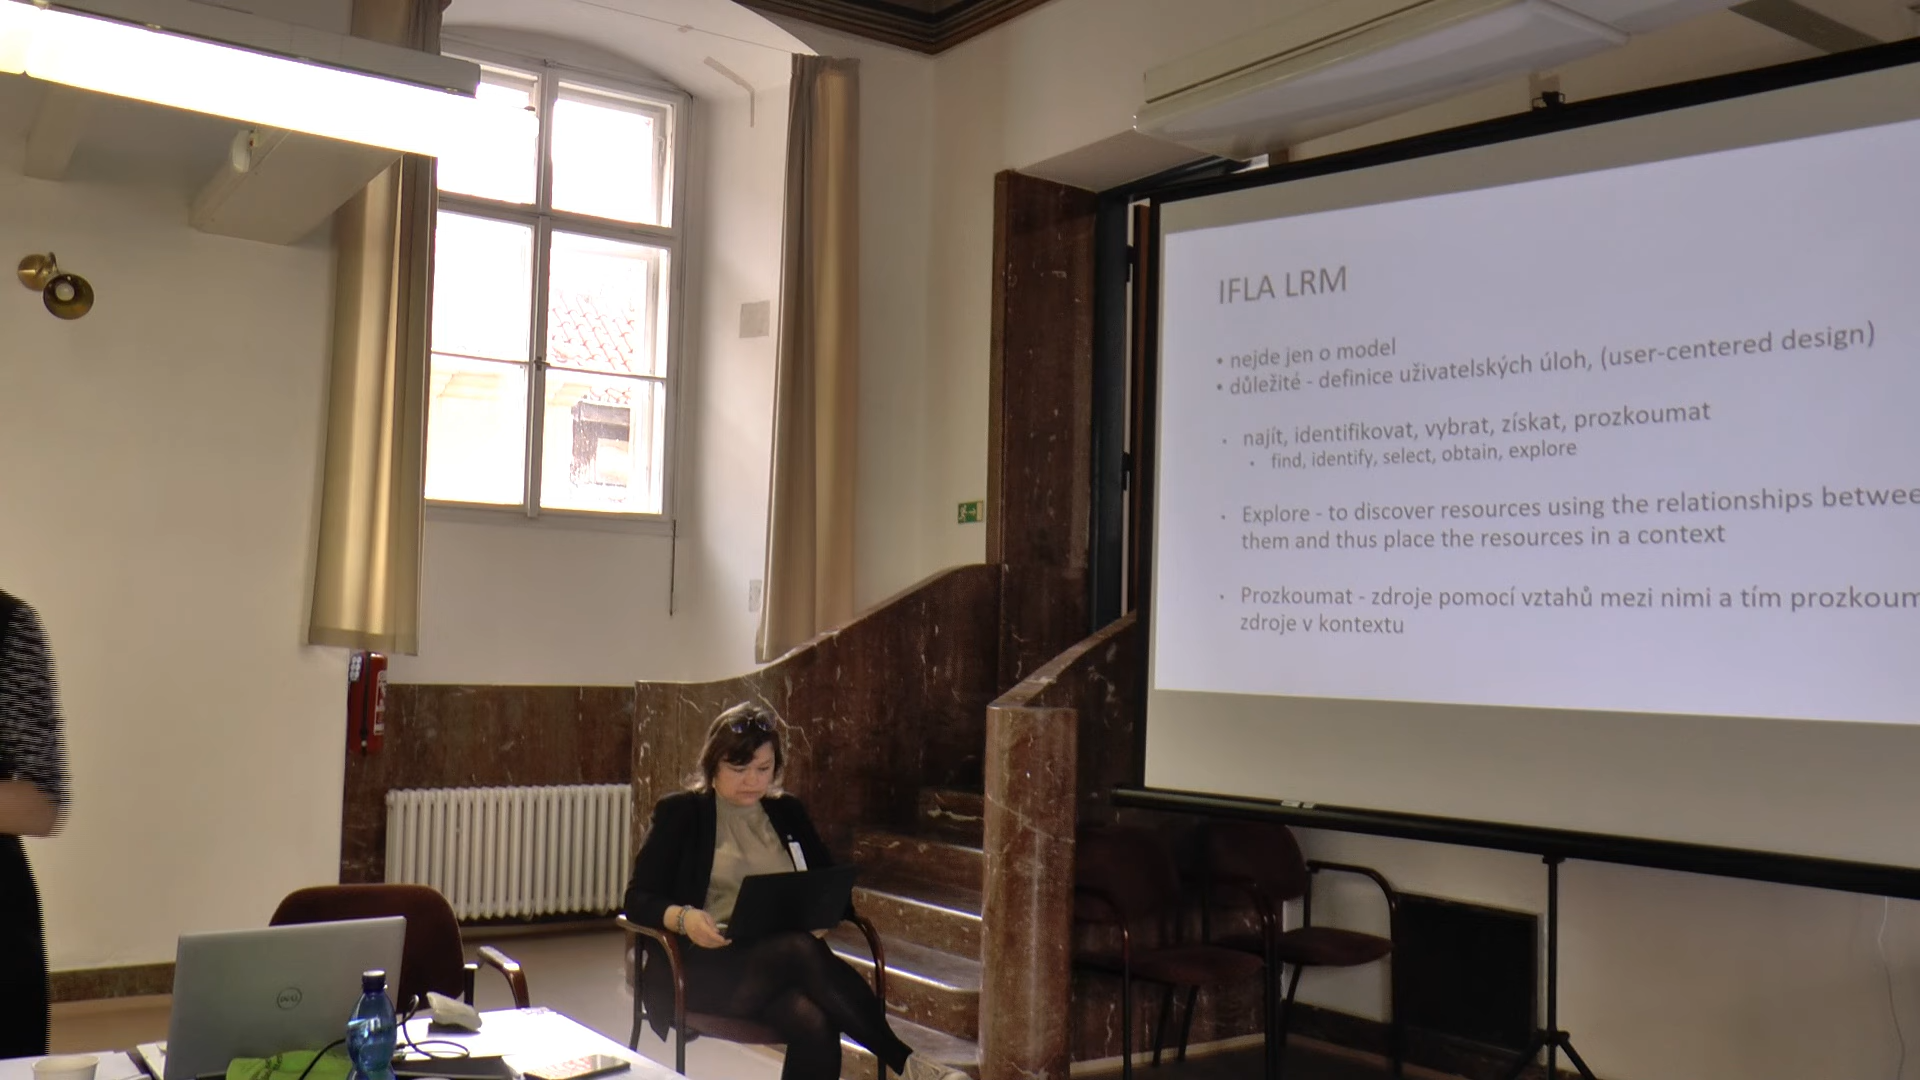 IFLA LRM
• nejde jen o model
• důležité - definice uživatelských úloh, (user-centered design)
• najít, identifikovat, vybrat, získat, prozkoumat
• find, identify, select, obtain, explore
• Explore - to discover resources using the relationships betwee
them and thus place the resources in a context
• Prozkoumat - zdroje pomocí vztahů mezi nimi a tím prozkoum
zdroje v kontextu
DELL